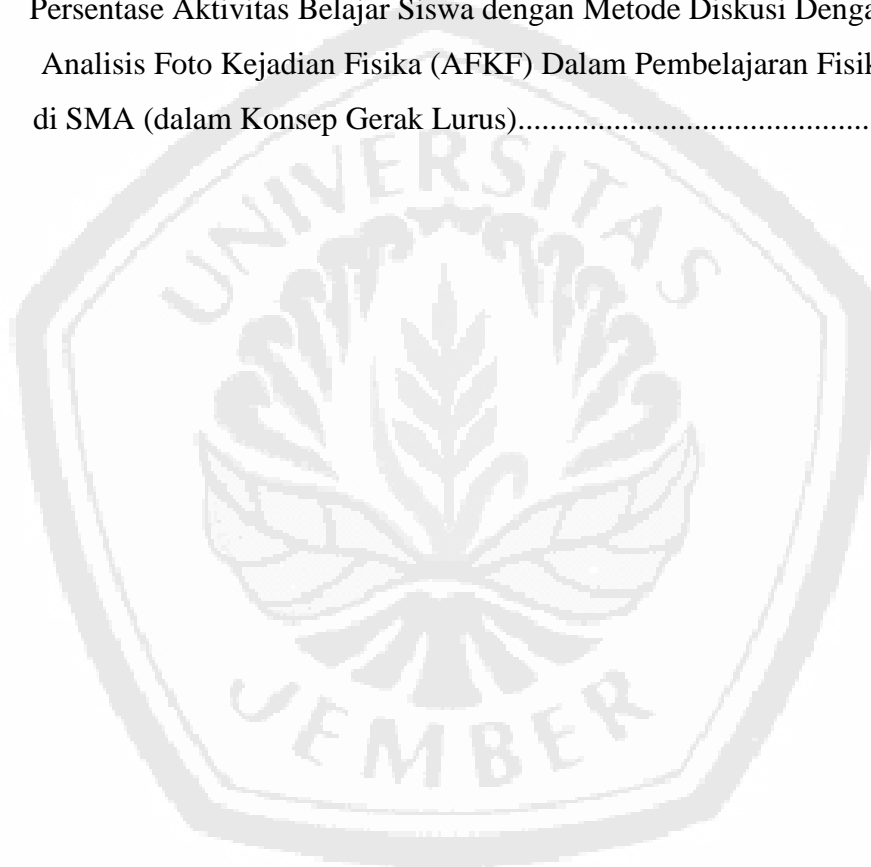 Persentase Aktivitas Belajar Siswa dengan Metode Diskusi
Analisis Foto Kejadian Fisika (AFKF) Dalam Pembelajaran
di SMA (dalam Konsep Gerak Lurus)............................................
UNIVERSITAS
JEMBER